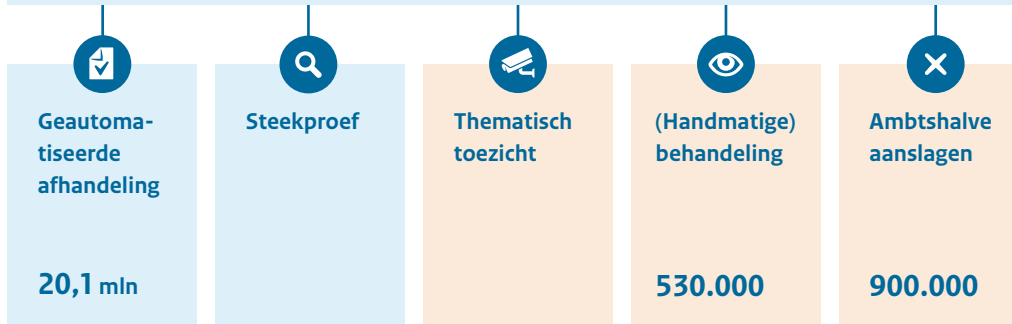 Geautoma-
tiseerde
afhandeling
20,1 mln
Steekproef
Thematisch
toezicht
(Handmatige)
behandeling
530.000
Ambtshalve
aanslagen
900.000